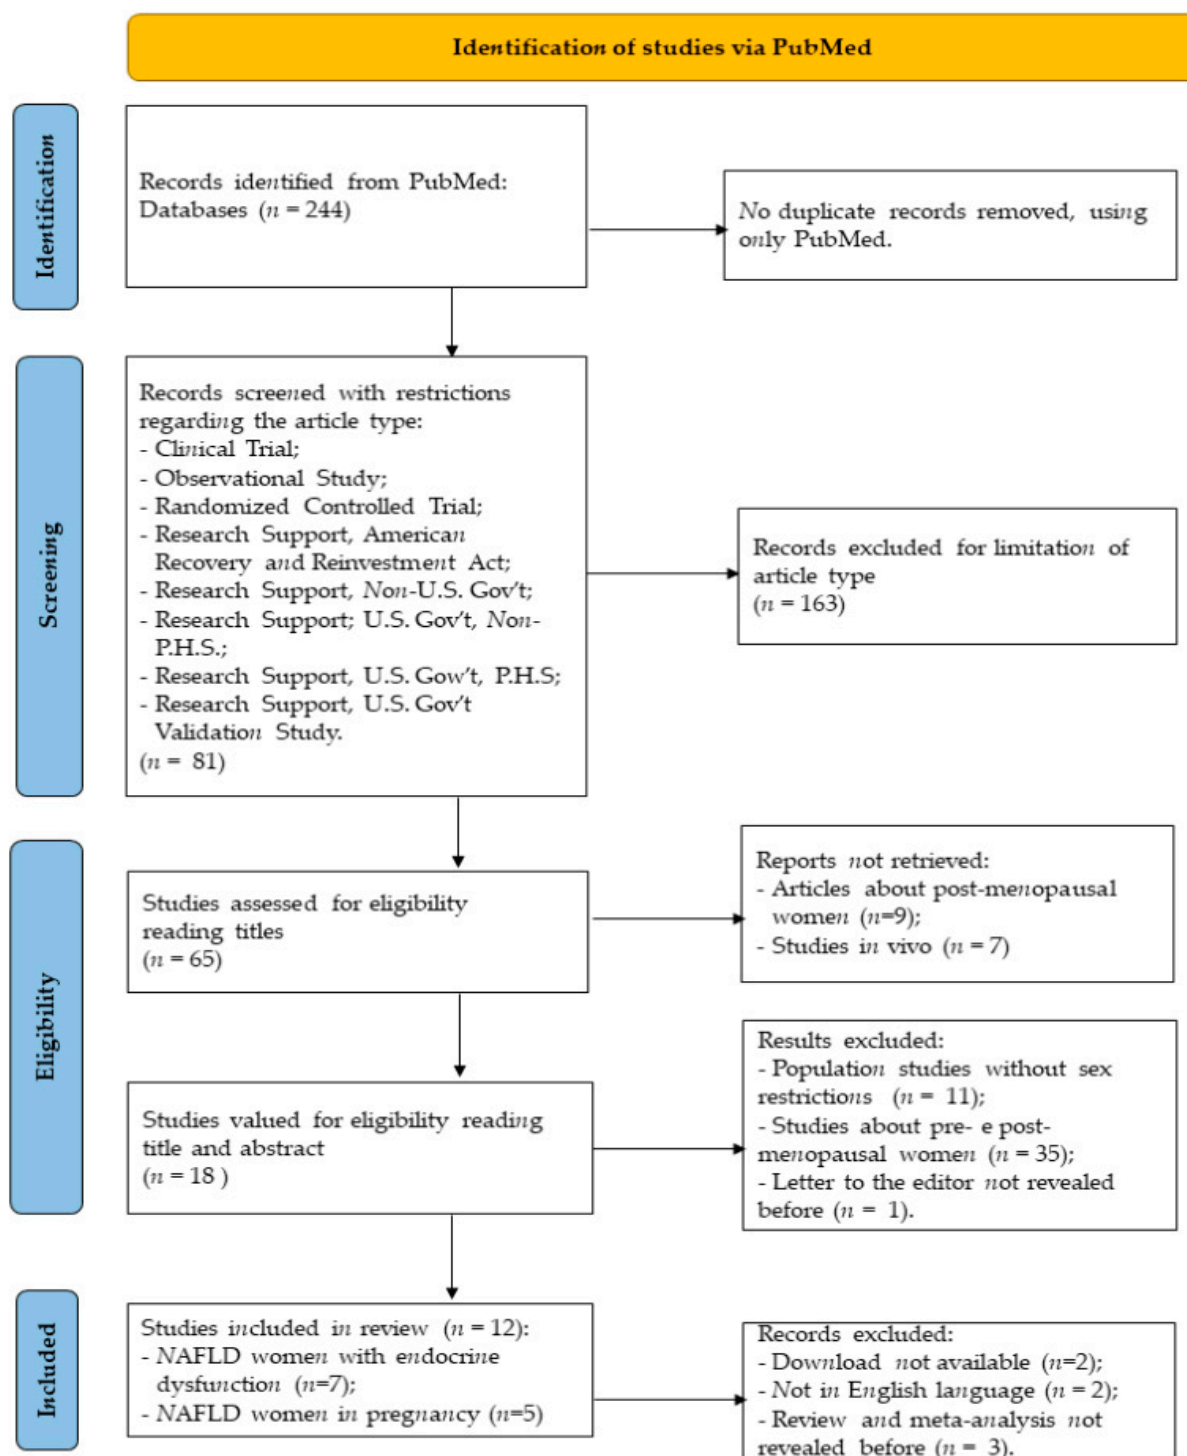 Identification of studies via PubMed
Identification
Records identified from PubMed:
Databases (n = 244)
No duplicate records removed, using
only PubMed.
Screening
Records screened with restrictions
regarding the article type:
- Clinical Trial;
- Observational Study;
- Randomized Controlled Trial;
- Research Support, American
Recovery and Reinvestment Act;
- Research Support, Non-U.S. Gov't;
- Research Support; U.S. Gov't, Non-
P.H.S.;
- Research Support, U.S. Gow't, P.H.S;
- Research Support, U.S. Gov't
Validation Study.
(n = 81)
Records excluded for limitation of
article type
(n = 163)
Eligibility
Studies assessed for eligibility
reading titles
(n = 65)
Reports not retrieved:
- Articles about post-menopausal
women (n=9);
- Studies in vivo (n = 7)
Studies valued for eligibility reading
title and abstract
(n = 18 )
Results excluded:
- Population studies without sex
restrictions (n = 11);
- Studies about pre- e post-
menopausal women (n = 35);
- Letter to the editor not revealed
before (n = 1).
Included
Studies included in review (n = 12):
- NAFLD women with endocrine
dysfunction (n=7);
- NAFLD women in pregnancy (n=5)
Records excluded:
- Download not available (n=2);
- Not in English language (n = 2);
- Review and meta-analysis not
revealed before (n = 3).